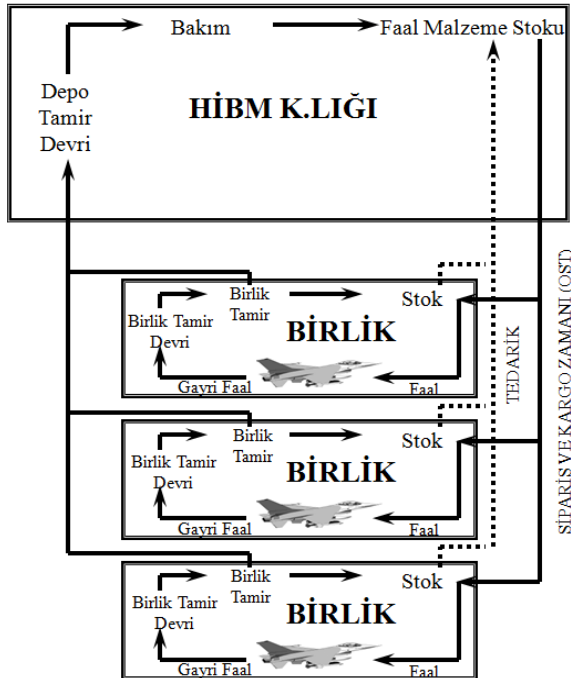 Bakım
Faal Malzeme Stoku
Depo
Tamir
Devri
HİBM K.LIĞI
Birlik
Tamir
Stok
Birlik Tamir
Devri
BİRLİK
Gayri Faal
Faal
Birlik
Tamir
Stok
Birlik Tamir
Devri
BİRLİK
Gayri Faal
Faal
Birlik
Tamir
Stok
Birlik Tamir
Devri
BİRLİK
Gayri Faal
Faal
TEDARİK
SİPARİS VE KARGO ZAMANI (OST)